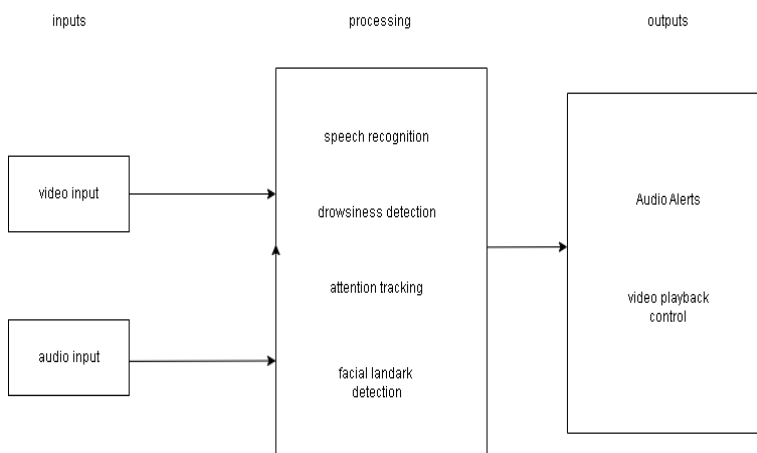 inputs
processing
outputs
video input
audio input
speech recognition
drowsiness detection
attention tracking
facial landark
detection
Audio Alerts
video playback
control